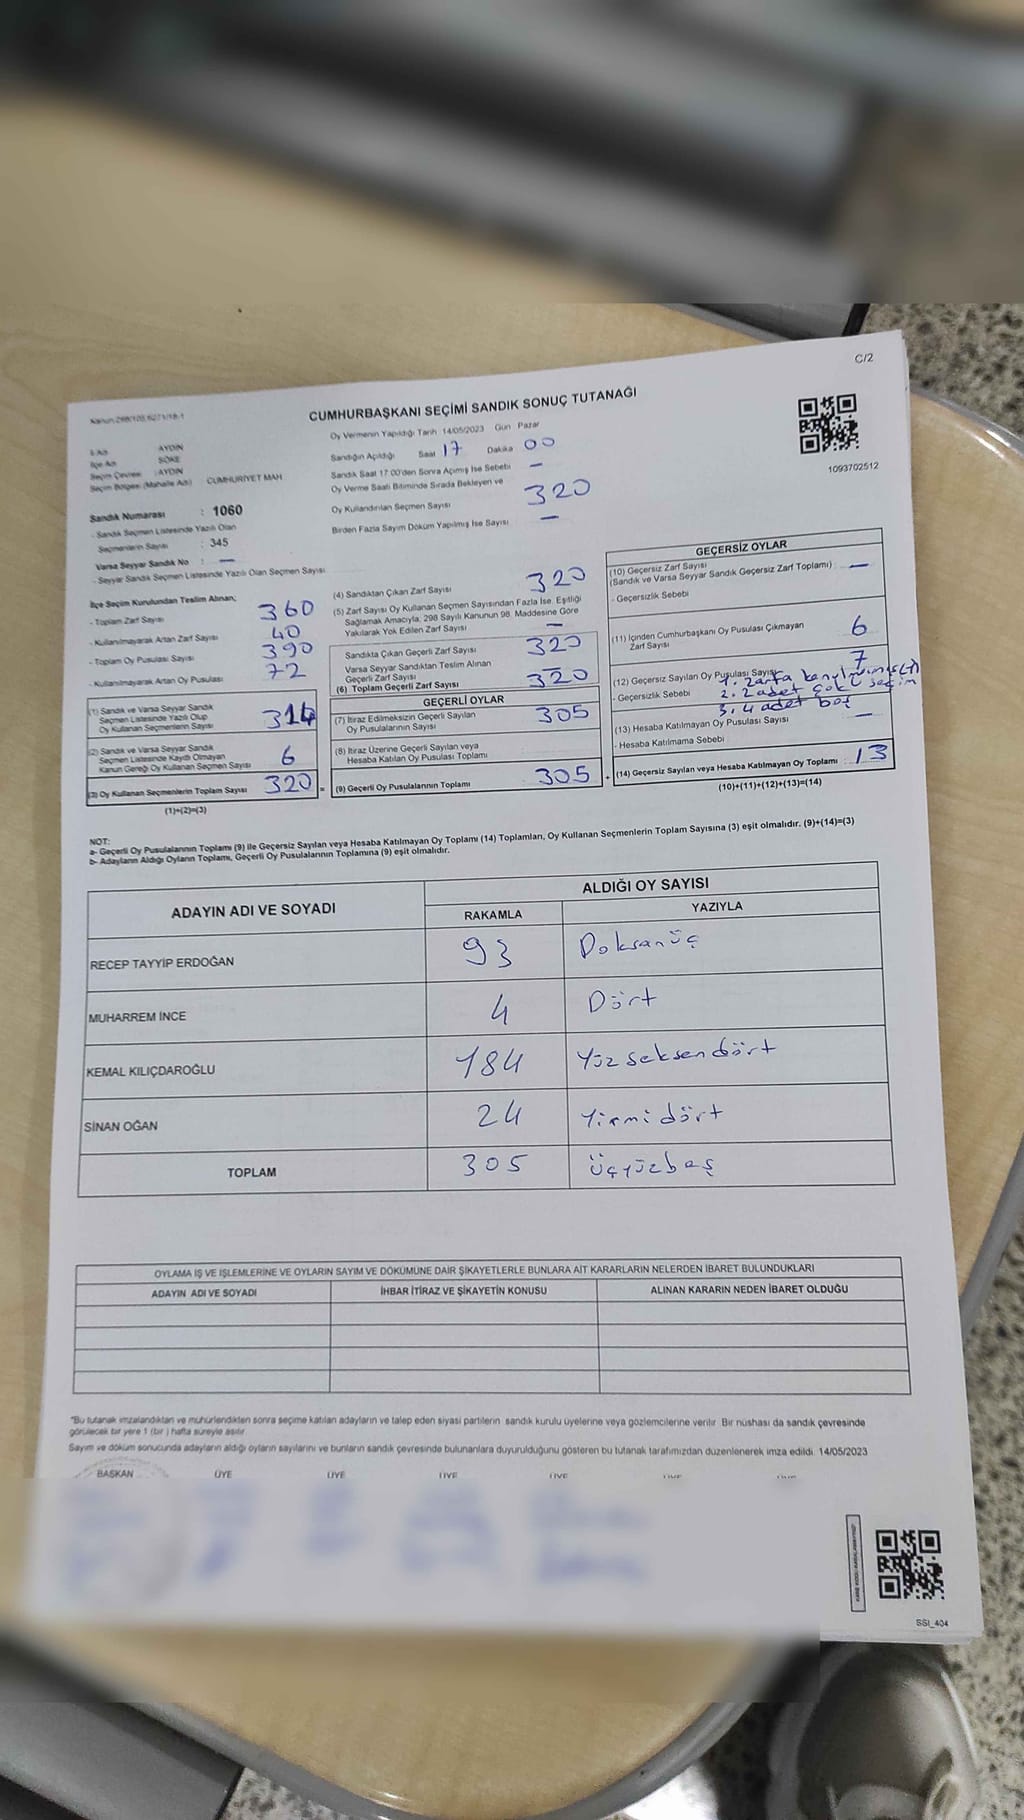 C/2
CUMHURBAŞKANI SEÇİMİ SANDIK SONUÇ TUTANAĞI
1093702512
İl Adı AYDIN
İlçe Adı SÖKE
Seçim Çevresi : AYDIN
Seçim Bölgesi (Mahalle Adı) CUMHURİYET MAH
Sandık Numarası : 1060
- Sandık Seçmen Listesinde Yazılı Olan
Seçmenlerin Sayısı : 345
Varsa Seyyar Sandık No : —
- Seyyar Sandık Seçmen Listesinde Yazılı Olan Seçmen Sayısı
İlçe Seçim Kurulundan Teslim Alınan;
- Toplam Zarf Sayısı 360
- Kullanılmayarak Artan Zarf Sayısı 40
- Toplam Oy Pusulası Sayısı 390
- Kullanılmayarak Artan Oy Pusulası 72
(1) Sandık ve Varsa Seyyar Sandık
Seçmen Listesinde Yazılı Olup
Oy Kullanan Seçmenlerin Sayısı 314
(2) Sandık ve Varsa Seyyar Sandık
Seçmen Listesinde Kayıtlı Olmayan
Kanun Gereği Oy Kullanan Seçmen Sayısı 6
(3) Oy Kullanan Seçmenlerin Toplam Sayısı 320 =
(1)+(2)=(3)
Oy Vermenin Yapıldığı Tarih 14/05/2023 Gün Pazar
Sandığın Açıldığı Saat 17 Dakika 00
Sandık Saat 17:00'den Sonra Açılmış İse Sebebi —
Oy Verme Saati Bitiminde Sırada Bekleyen ve
Oy Kullandırılan Seçmen Sayısı 320
Birden Fazla Sayım Döküm Yapılmış İse Sayısı —
(4) Sandıktan Çıkan Zarf Sayısı 320
(5) Zarf Sayısı Oy Kullanan Seçmen Sayısından Fazla İse, Eşitliği
Sağlamak Amacıyla, 298 Sayılı Kanunun 98. Maddesine Göre
Yakılarak Yok Edilen Zarf Sayısı —
Sandıkta Çıkan Geçerli Zarf Sayısı 320
Varsa Seyyar Sandıktan Teslim Alınan
Geçerli Zarf Sayısı —
(6) Toplam Geçerli Zarf Sayısı 320
GEÇERLİ OYLAR
(7) İtiraz Edilmeksizin Geçerli Sayılan
Oy Pusulalarının Sayısı 305
(8) İtiraz Üzerine Geçerli Sayılan veya
Hesaba Katılan Oy Pusulası Toplamı
(9) Geçerli Oy Pusulalarının Toplamı 305 +
GEÇERSİZ OYLAR
(10) Geçersiz Zarf Sayısı
(Sandık ve Varsa Seyyar Sandık Geçersiz Zarf Toplamı) —
- Geçersizlik Sebebi
(11) İçinden Cumhurbaşkanı Oy Pusulası Çıkmayan
Zarf Sayısı 6
(12) Geçersiz Sayılan Oy Pusulası Sayısı 7
- Geçersizlik Sebebi
2. 2 adet çoklu seçim
3. 4 adet boş
(13) Hesaba Katılmayan Oy Pusulası Sayısı —
- Hesaba Katılmama Sebebi
(14) Geçersiz Sayılan veya Hesaba Katılmayan Oy Toplamı 13
(10)+(11)+(12)+(13)=(14)
NOT:
a- Geçerli Oy Pusulalarının Toplamı (9) ile Geçersiz Sayılan veya Hesaba Katılmayan Oy Toplamı (14) Toplamları, Oy Kullanan Seçmenlerin Toplam Sayısına (3) eşit olmalıdır. (9)+(14)=(3)
b- Adayların Aldığı Oyların Toplamı, Geçerli Oy Pusulalarının Toplamına (9) eşit olmalıdır.
ADAYIN ADI VE SOYADI
ALDIĞI OY SAYISI
RAKAMLA YAZIYLA
RECEP TAYYİP ERDOĞAN 93 Doksanüç
MUHARREM İNCE 4 Dört
KEMAL KILIÇDAROĞLU 184 Yüzseksendört
SİNAN OĞAN 24 Yirmidört
TOPLAM 305 Üçyüzbeş
OYLAMA İŞ VE İŞLEMLERİNE VE OYLARIN SAYIM VE DÖKÜMÜNE DAİR ŞİKAYETLERLE BUNLARA AİT KARARLARIN NELERDEN İBARET BULUNDUKLARI
ADAYIN ADI VE SOYADI İHBAR İTİRAZ VE ŞİKAYETİN KONUSU ALINAN KARARIN NEDEN İBARET OLDUĞU
*Bu tutanak imzalandıktan ve mühürlendikten sonra seçime katılan adayların ve talep eden siyasi partilerin sandık kurulu üyelerine veya gözlemcilerine verilir. Bir nüshası da sandık çevresinde
görülecek bir yere 1 (bir) hafta süreyle asılır.
Sayım ve döküm sonucunda adayların aldığı oyların sayılarını ve bunların sandık çevresinde bulunanlara duyurulduğunu gösteren bu tutanak tarafımızdan düzenlenerek imza edildi. 14/05/2023
BAŞKAN ÜYE ÜYE ÜYE ÜYE
SSI_404